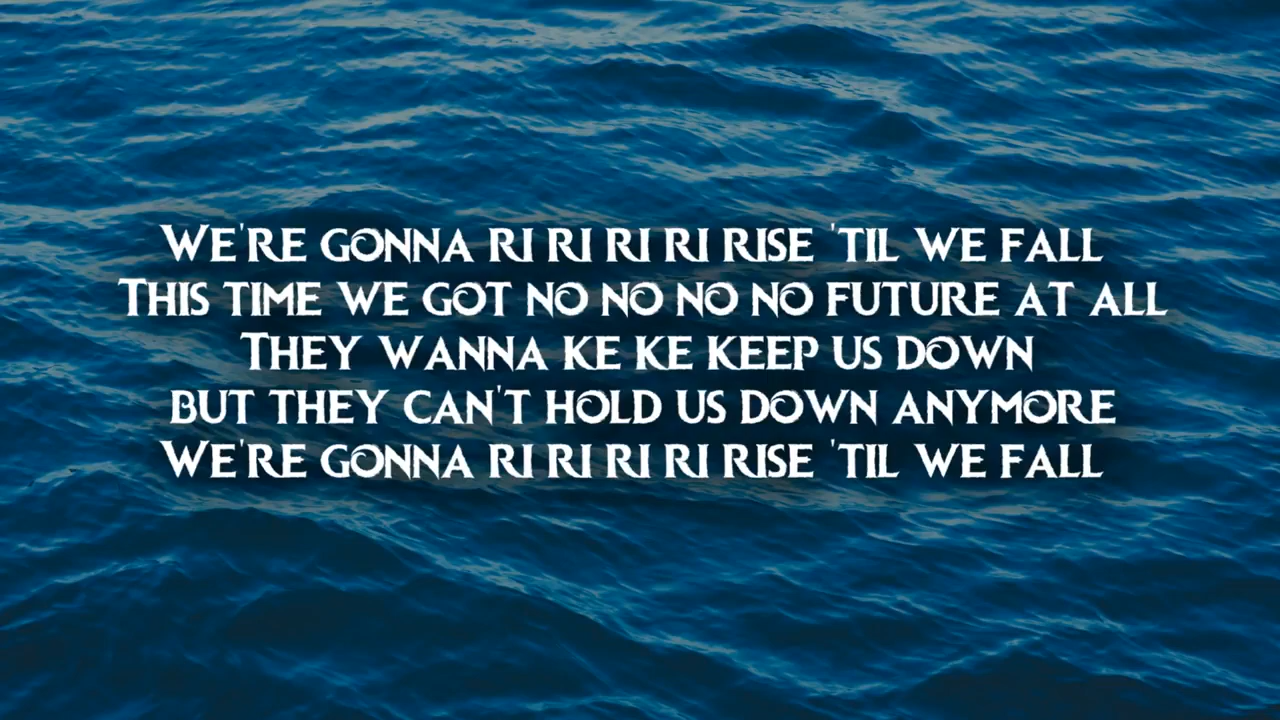 We're gonna ri ri ri ri rise 'til we fall
This time we got no no no no future at all
They wanna ke ke keep us down
but they can't hold us down anymore
We're gonna ri ri ri ri rise 'til we fall